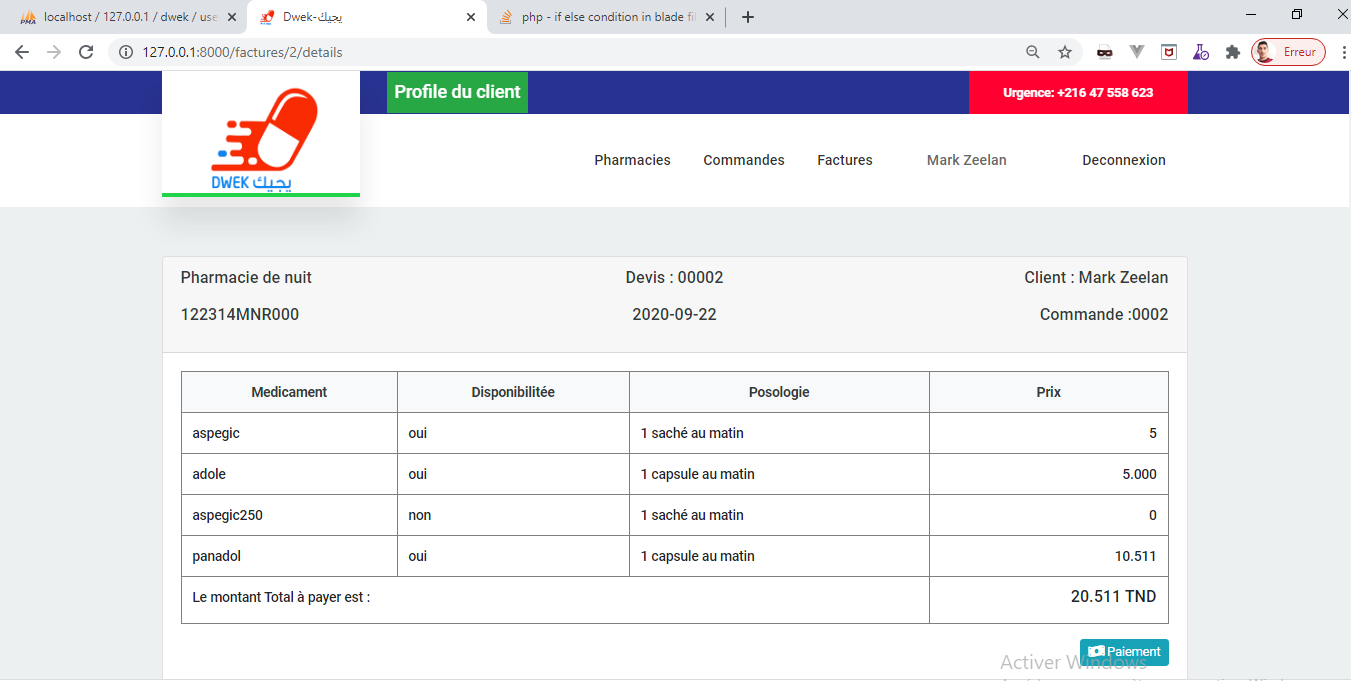 localhost / 127.0.0.1 / dwek / use
Dwek-يجيك
php - if else condition in blade fi
127.0.0.1:8000/factures/2/details
Erreur
Profile du client
Urgence: +216 47 558 623
DWEK يجيك
Pharmacies Commandes Factures Mark Zeelan Deconnexion
Pharmacie de nuit Devis : 00002 Client : Mark Zeelan
122314MNR000 2020-09-22 Commande :0002
Medicament Disponibilitée Posologie Prix
aspegic oui 1 saché au matin 5
adole oui 1 capsule au matin 5.000
aspegic250 non 1 saché au matin 0
panadol oui 1 capsule au matin 10.511
Le montant Total à payer est : 20.511 TND
Paiement
Activer Windows